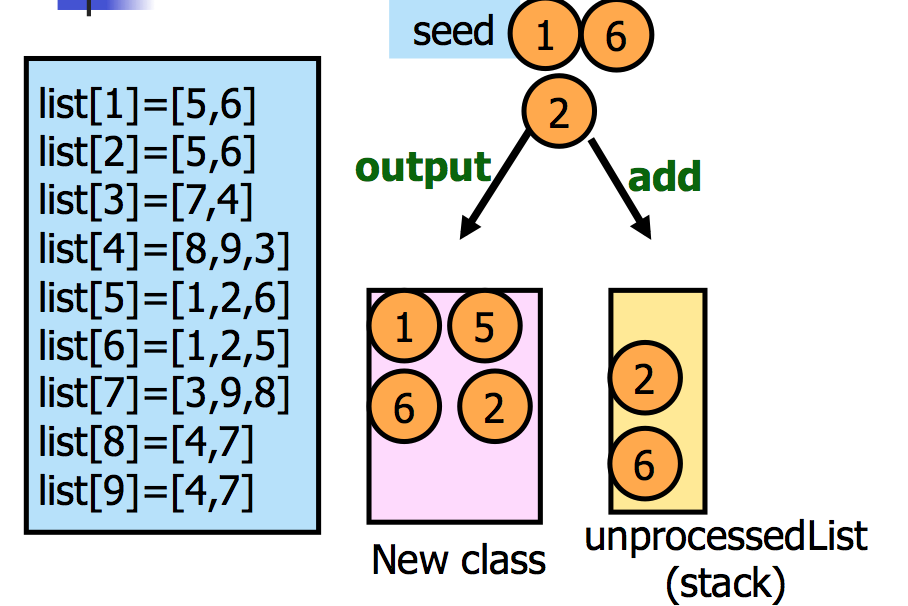 seed 1 6
2
output add
list[1]=[5,6]
list[2]=[5,6]
list[3]=[7,4]
list[4]=[8,9,3]
list[5]=[1,2,6]
list[6]=[1,2,5]
list[7]=[3,9,8]
list[8]=[4,7]
list[9]=[4,7]
1 5
6 2
New class
2
6
unprocessedList
(stack)